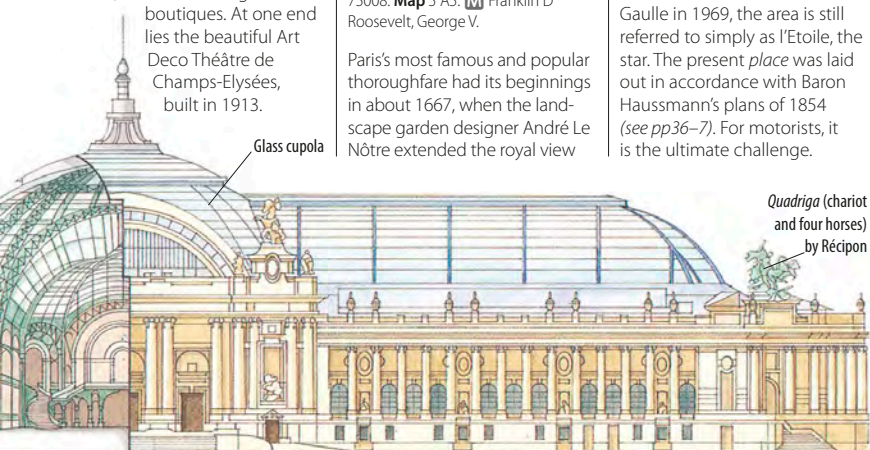 boutiques. At one end
lies the beautiful Art
Deco Théâtre de
Champs-Elysées,
built in 1913.
Glass cupola
Roosevelt, George V.
Paris's most famous and popular
thoroughfare had its beginnings
in about 1667, when the land-
scape garden designer André Le
Nôtre extended the royal view
Gaulle in 1969, the area is still
referred to simply as l'Etoile, the
star. The present place was laid
out in accordance with Baron
Haussmann's plans of 1854
(see pp36–7). For motorists, it
is the ultimate challenge.
Quadriga (chariot
and four horses)
by Récipon